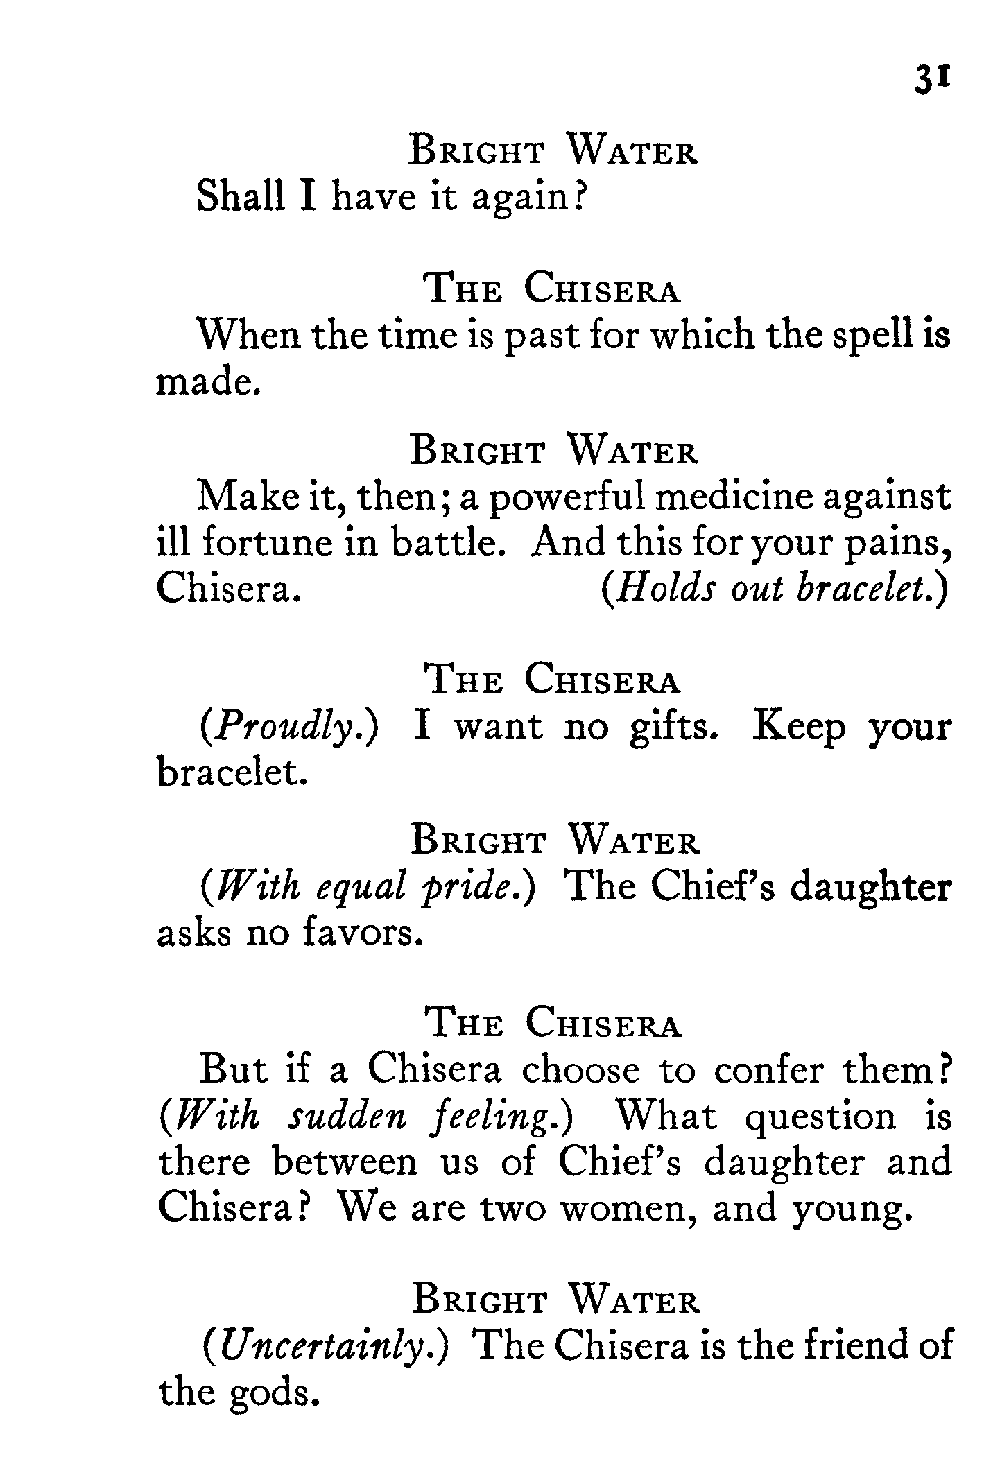 31
BRIGHT WATER
Shall I have it again?
THE CHISERA
When the time is past for which the spell is
made.
BRIGHT WATER
Make it, then; a powerful medicine against
ill fortune in battle. And this for your pains,
Chisera. (Holds out bracelet.)
THE CHISERA
(Proudly.) I want no gifts. Keep your
bracelet.
BRIGHT WATER
(With equal pride.) The Chief's daughter
asks no favors.
THE CHISERA
But if a Chisera choose to confer them?
(With sudden feeling.) What question is
there between us of Chief's daughter and
Chisera? We are two women, and young.
BRIGHT WATER
(Uncertainly.) The Chisera is the friend of
the gods.